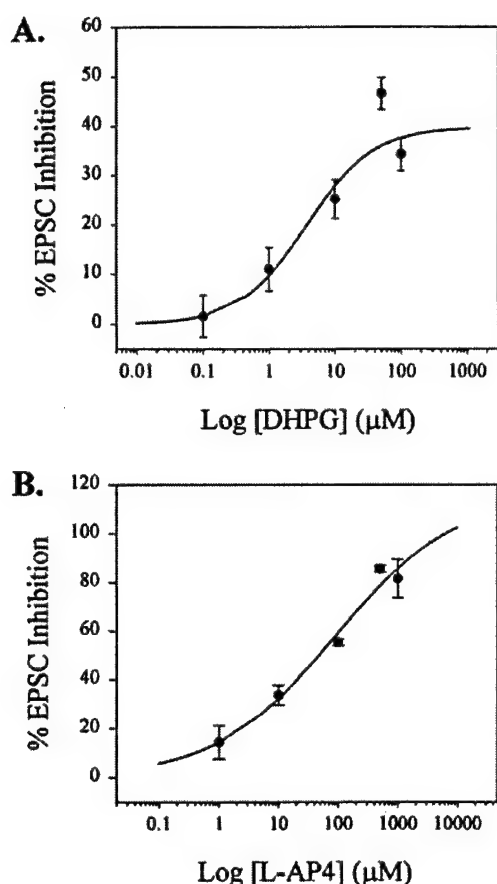 A.
60
50
40
30
20
10
0
% EPSC Inhibition
0.01 0.1 1 10 100 1000
Log [DHPG] (μM)
B.
120
100
80
60
40
20
0
% EPSC Inhibition
0.1 1 10 100 1000 10000
Log [L-AP4] (μM)